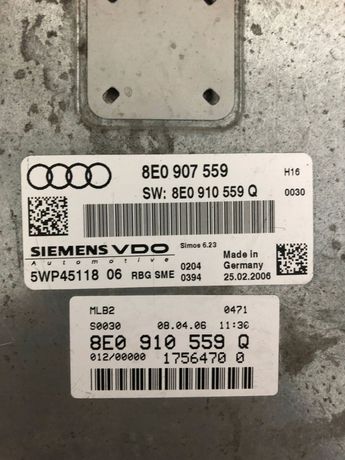 8E0 907 559 H16
SW: 8E0 910 559 Q 0030
SIEMENS VDO Simos 6.23 Made in
Automotive 0204 Germany
5WP45118 06 RBG SME 0394 25.02.2006
MLB2 0471
S0030 08.04.06 11:36
8E0 910 559 Q
012/00000 1756470 0